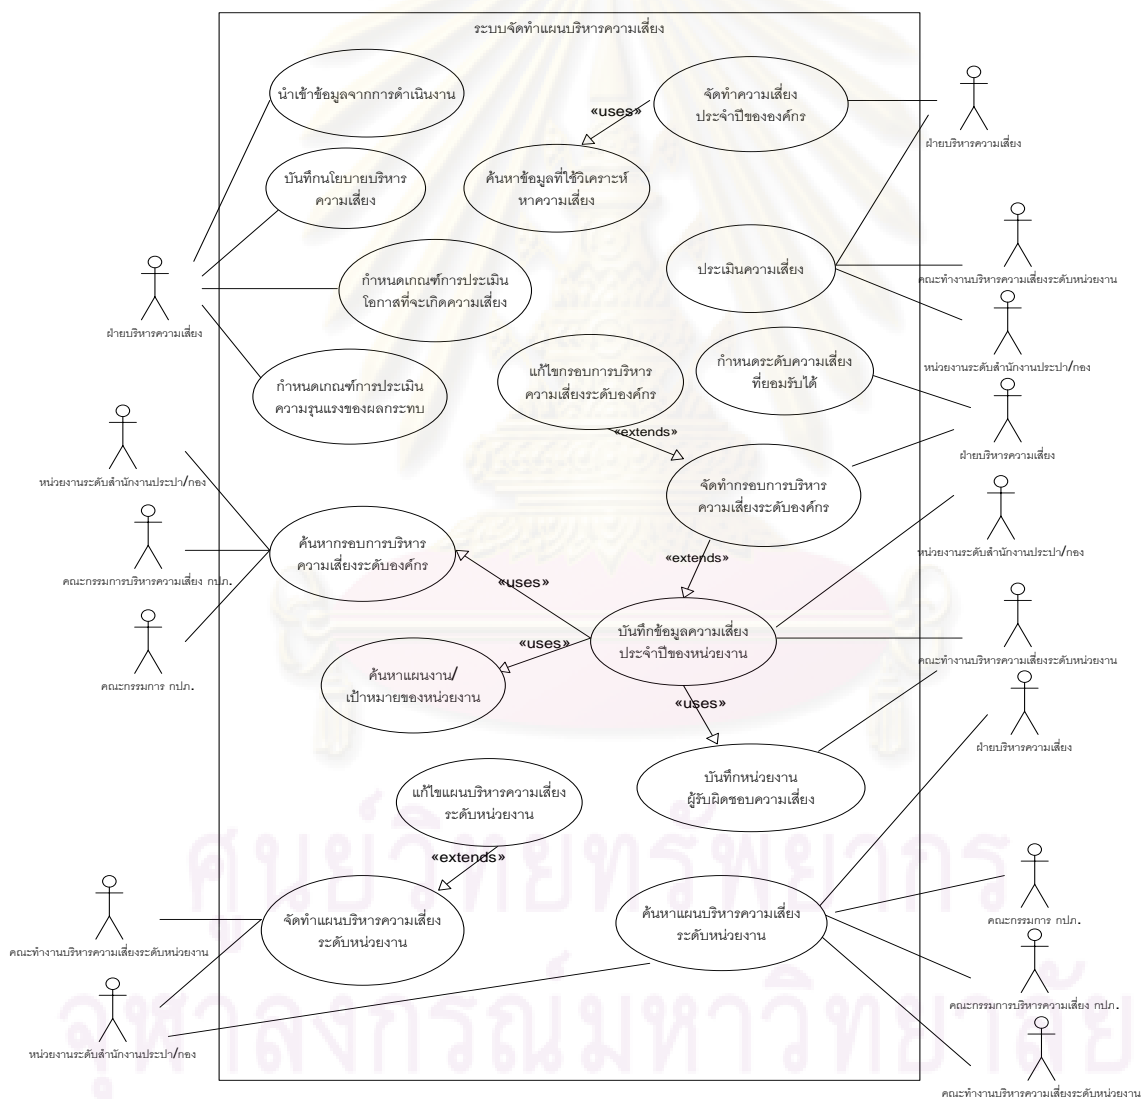 ระบบจัดทำแผนบริหารความเสี่ยง
นำเข้าข้อมูลจากการดำเนินงาน
«uses»
จัดทำความเสี่ยง
ประจำปีขององค์กร
ฝ่ายบริหารความเสี่ยง
บันทึกนโยบายบริหาร
ความเสี่ยง
ค้นหาข้อมูลที่ใช้วิเคราะห์
หาความเสี่ยง
ประเมินความเสี่ยง
คณะทำงานบริหารความเสี่ยงระดับหน่วยงาน
กำหนดเกณฑ์การประเมิน
โอกาสที่จะเกิดความเสี่ยง
ฝ่ายบริหารความเสี่ยง
หน่วยงานระดับสำนักงานประปา/กอง
แก้ไขกรอบการบริหาร
ความเสี่ยงระดับองค์กร
กำหนดระดับความเสี่ยง
ที่ยอมรับได้
กำหนดเกณฑ์การประเมิน
ความรุนแรงของผลกระทบ
«extends»
ฝ่ายบริหารความเสี่ยง
หน่วยงานระดับสำนักงานประปา/กอง
จัดทำกรอบการบริหาร
ความเสี่ยงระดับองค์กร
ค้นหากรอบการบริหาร
ความเสี่ยงระดับองค์กร
«extends»
หน่วยงานระดับสำนักงานประปา/กอง
คณะกรรมการบริหารความเสี่ยง กปภ.
«uses»
บันทึกข้อมูลความเสี่ยง
ประจำปีของหน่วยงาน
«uses»
คณะทำงานบริหารความเสี่ยงระดับหน่วยงาน
คณะกรรมการ กปภ.
ค้นหาแผนงาน/
เป้าหมายของหน่วยงาน
«uses»
ฝ่ายบริหารความเสี่ยง
บันทึกหน่วยงาน
ผู้รับผิดชอบความเสี่ยง
แก้ไขแผนบริหารความเสี่ยง
ระดับหน่วยงาน
«extends»
จัดทำแผนบริหารความเสี่ยง
ระดับหน่วยงาน
ค้นหาแผนบริหารความเสี่ยง
ระดับหน่วยงาน
คณะกรรมการ กปภ.
คณะทำงานบริหารความเสี่ยงระดับหน่วยงาน
คณะกรรมการบริหารความเสี่ยง กปภ.
หน่วยงานระดับสำนักงานประปา/กอง
คณะทำงานบริหารความเสี่ยงระดับหน่วยงาน
ศูนย์วิทยทรัพยากร
จุฬาลงกรณ์มหาวิทยาลัย